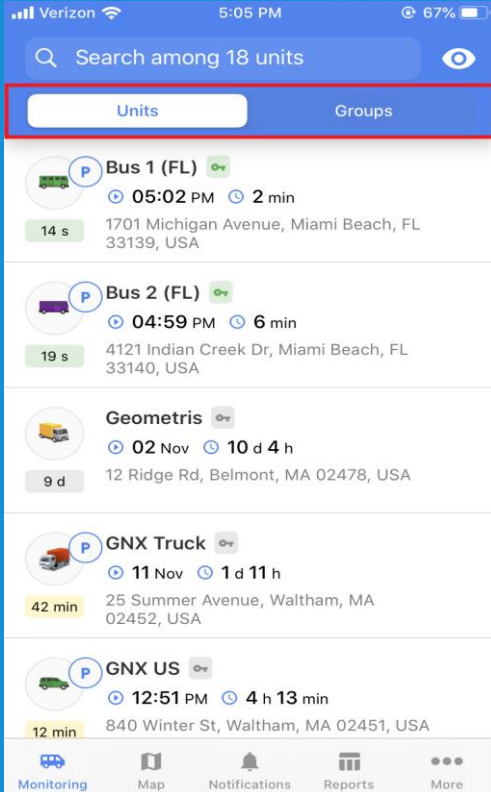 Verizon 5:05 PM 67%
Search among 18 units
Units Groups
P Bus 1 (FL)
05:02 PM 2 min
14 s 1701 Michigan Avenue, Miami Beach, FL
33139, USA
P Bus 2 (FL)
04:59 PM 6 min
19 s 4121 Indian Creek Dr, Miami Beach, FL
33140, USA
Geometris
02 Nov 10 d 4 h
9 d 12 Ridge Rd, Belmont, MA 02478, USA
P GNX Truck
11 Nov 1 d 11 h
42 min 25 Summer Avenue, Waltham, MA
02452, USA
P GNX US
12:51 PM 4 h 13 min
12 min 840 Winter St, Waltham, MA 02451, USA
Monitoring Map Notifications Reports More